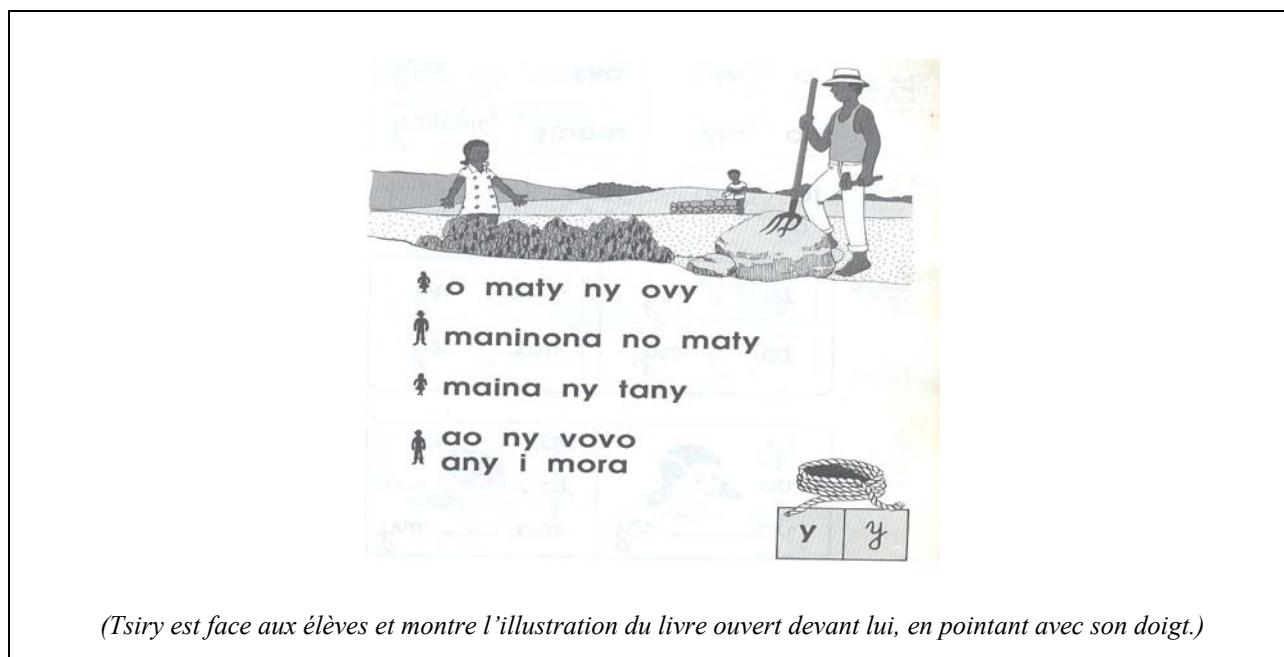 o maty ny ovy
maninona no maty
maina ny tany
ao ny vovo
any i mora
y y
(Tsiry est face aux élèves et montre l’illustration du livre ouvert devant lui, en pointant avec son doigt.)